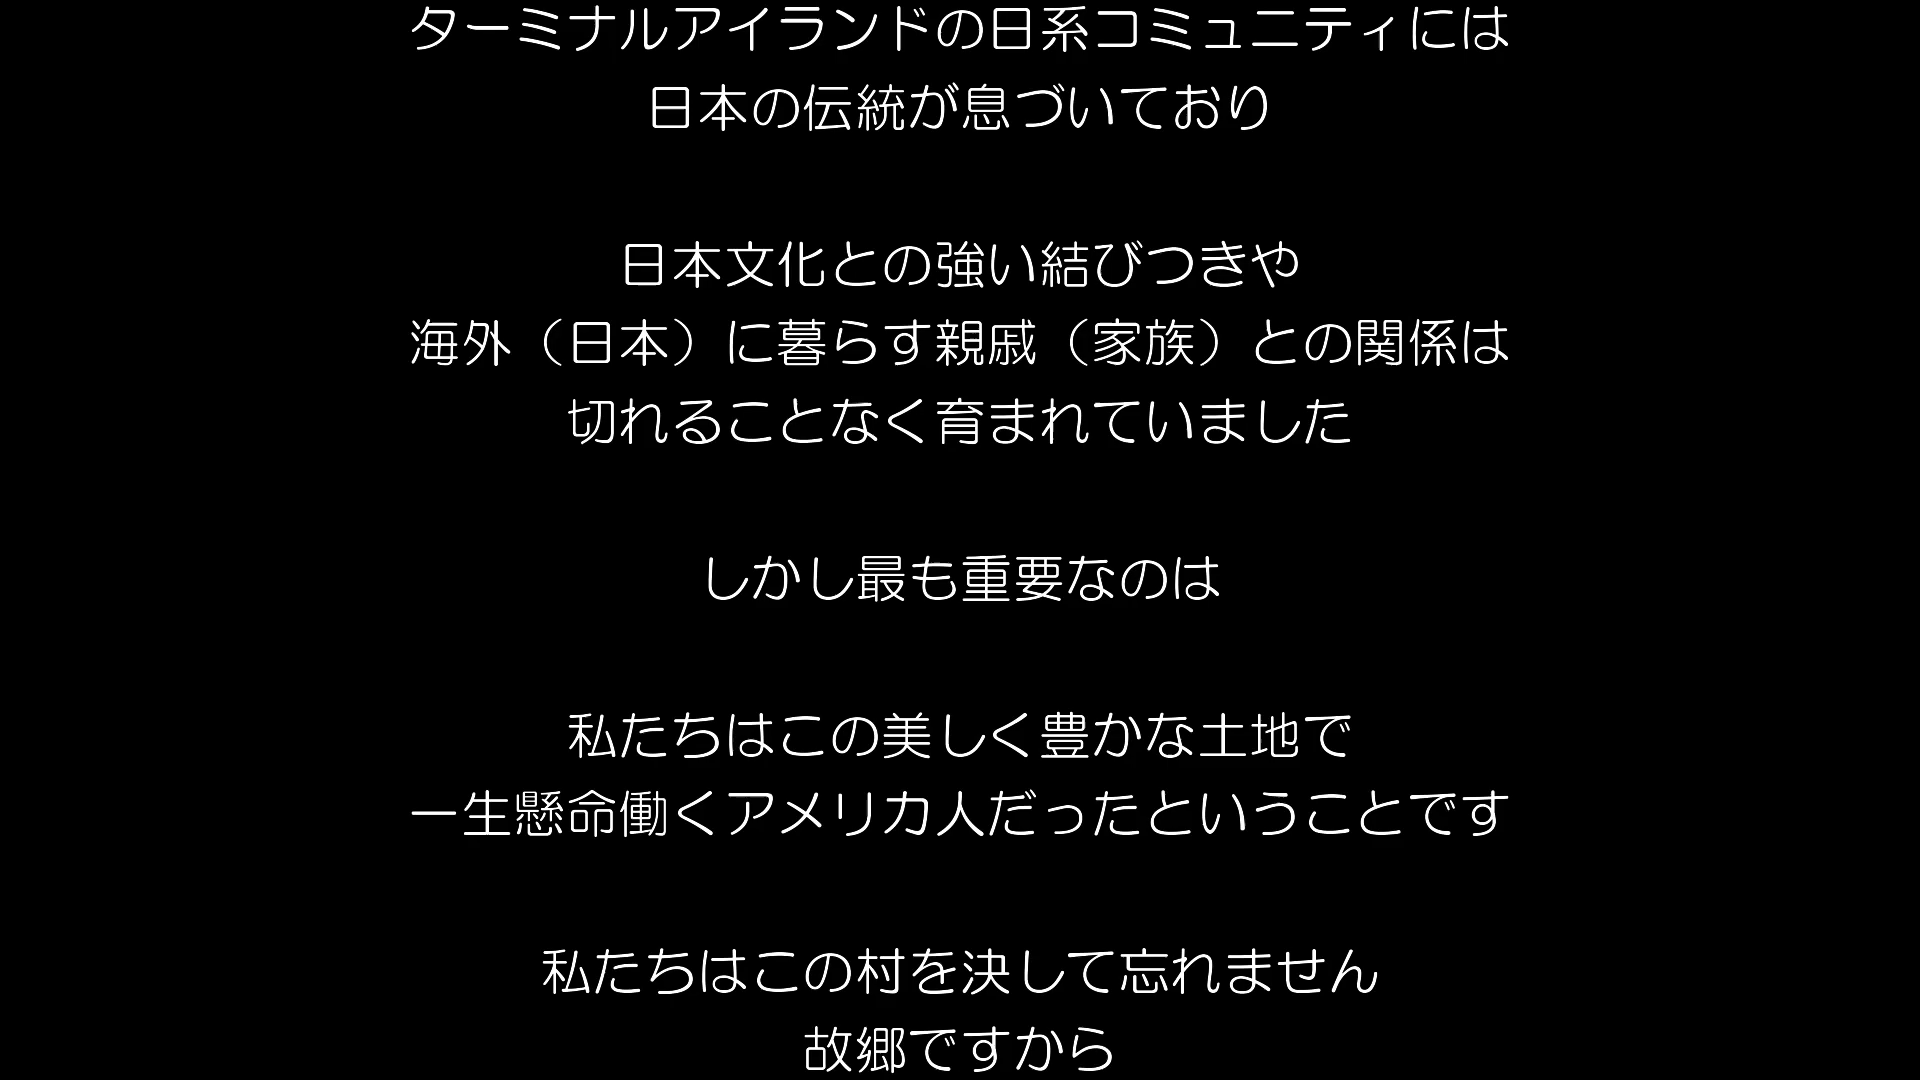 ターミナルアイランドの日系コミュニティには
日本の伝統が息づいており
日本文化との強い結びつきや
海外（日本）に暮らす親戚（家族）との関係は
切れることなく育まれていました
しかし最も重要なのは
私たちはこの美しく豊かな土地で
一生懸命働くアメリカ人だったということです
私たちはこの村を決して忘れません
故郷ですから